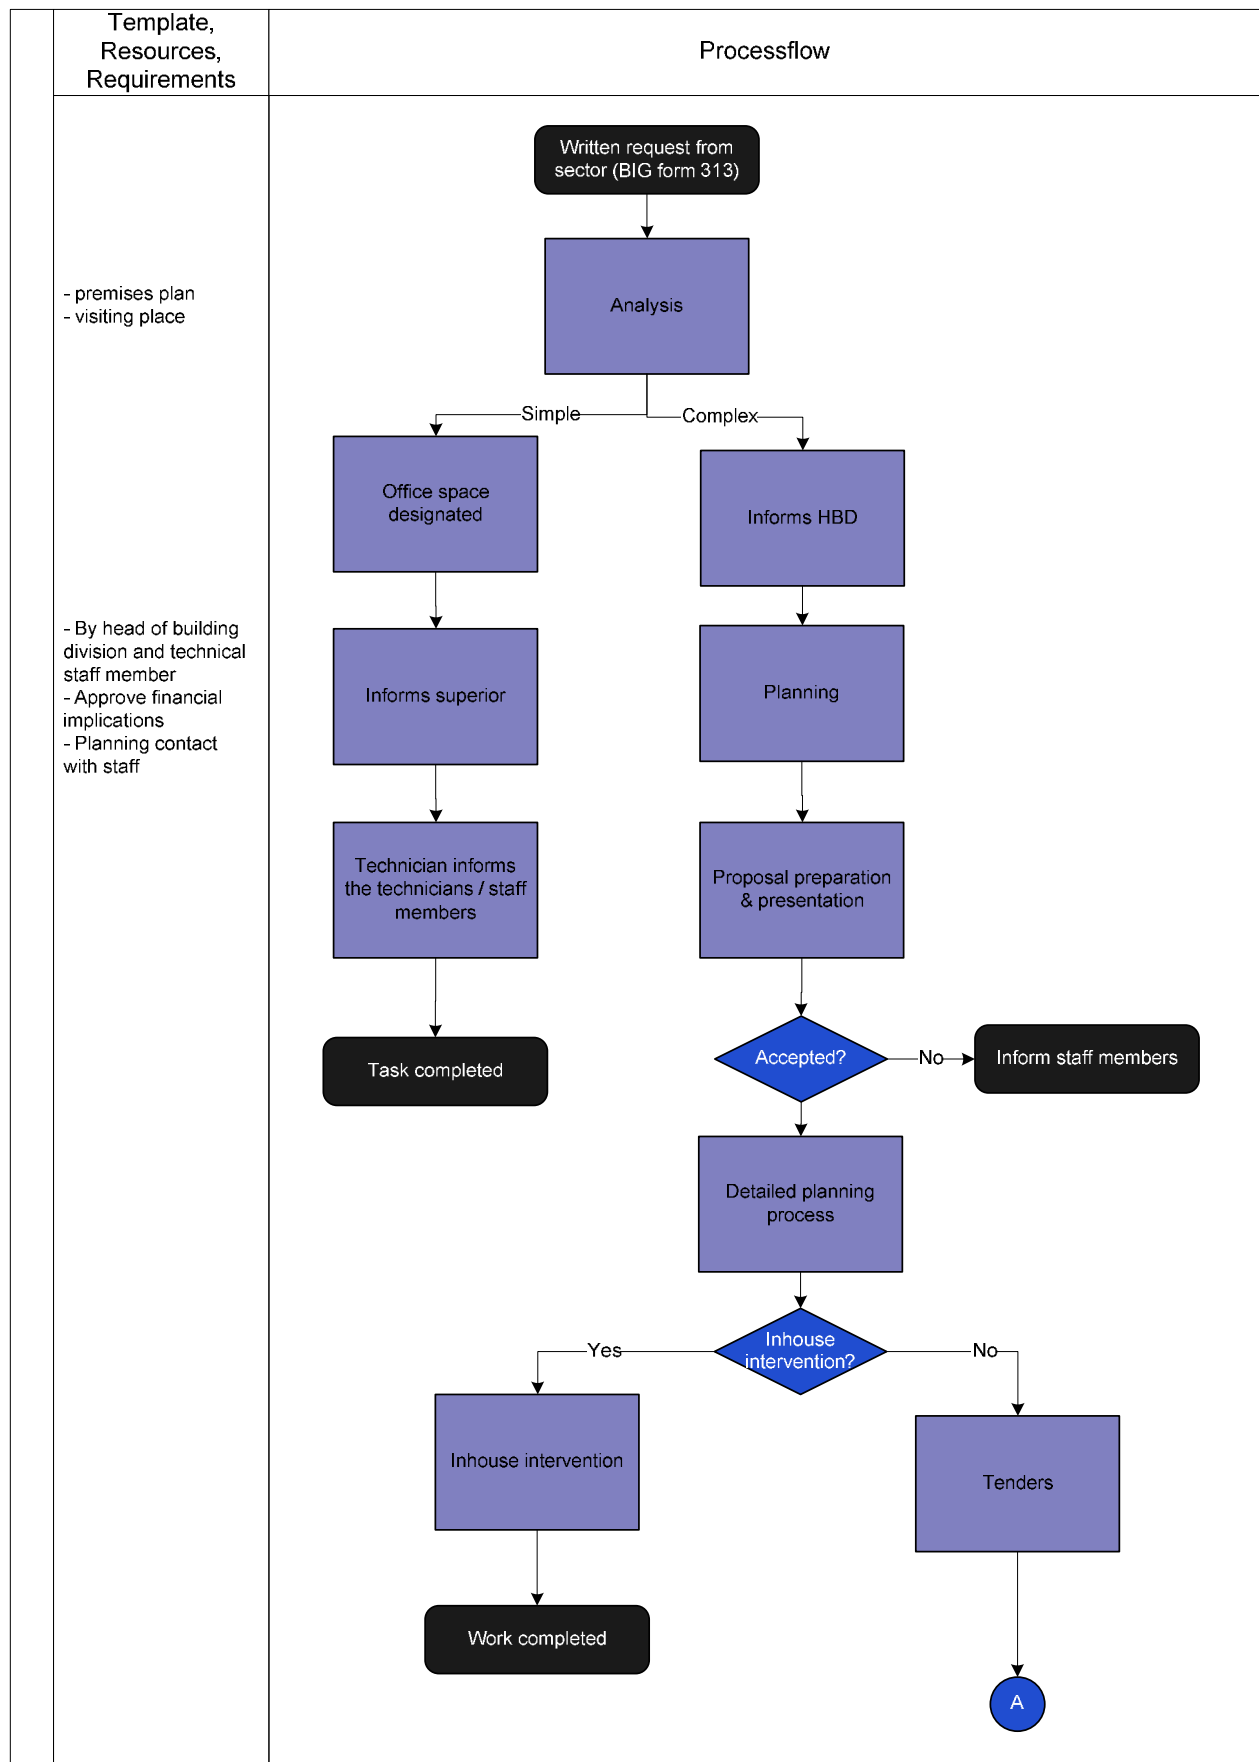 Template,
Resources,
Requirements
Processflow
Written request from
sector (BIG form 313)
- premises plan
- visiting place
Analysis
Simple
Complex
Office space
designated
Informs HBD
- By head of building
division and technical
staff member
- Approve financial
implications
- Planning contact
with staff
Informs superior
Planning
Technician informs
the technicians / staff
members
Proposal preparation
& presentation
Task completed
Accepted?
No
Inform staff members
Detailed planning
process
Inhouse
intervention?
Yes
No
Inhouse intervention
Tenders
Work completed
A